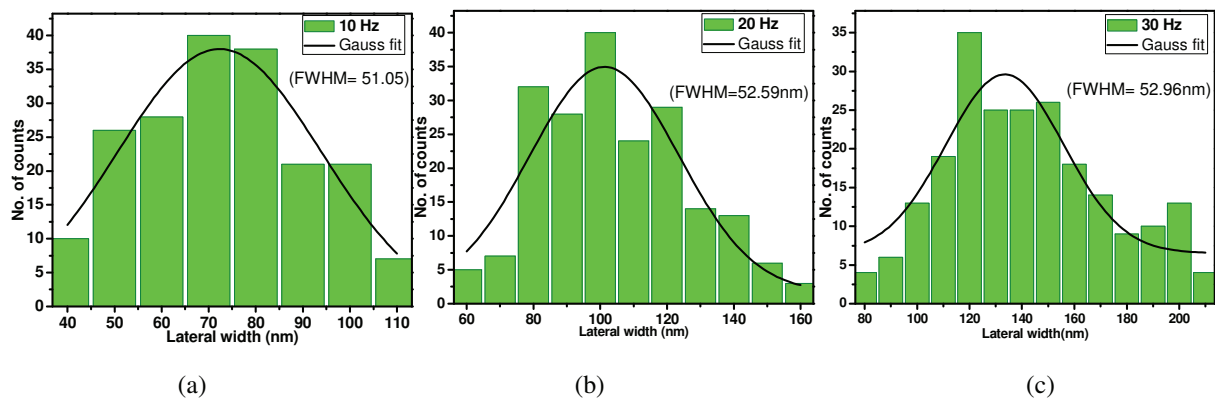 10 Hz
Gauss fit
(FWHM= 51.05)
No. of counts
40
35
30
25
20
15
10
5
0
40 50 60 70 80 90 100 110
Lateral width (nm)
(a)
20 Hz
Gauss fit
(FWHM=52.59nm)
No. of counts
45
40
35
30
25
20
15
10
5
0
60 80 100 120 140 160
Lateral width (nm)
(b)
30 Hz
Gauss fit
(FWHM= 52.96nm)
No. of counts
35
30
25
20
15
10
5
0
80 100 120 140 160 180 200
Lateral width(nm)
(c)